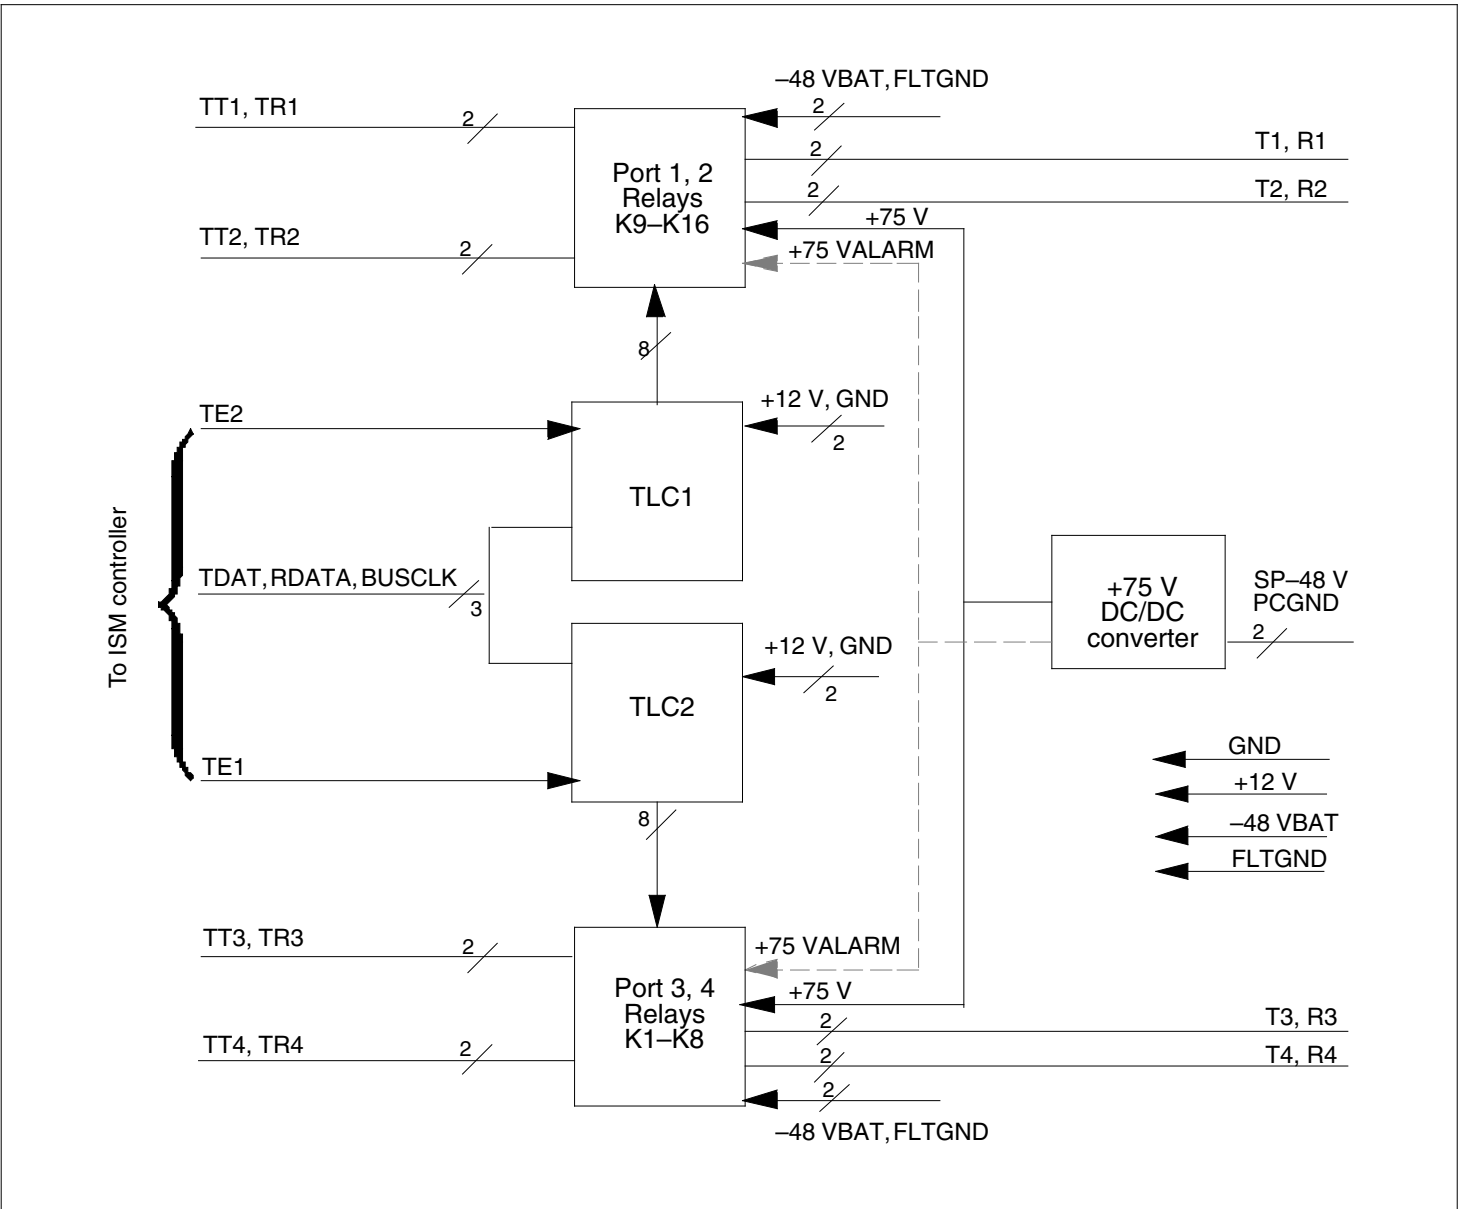 –48 VBAT, FLTGND
TT1, TR1
2
2
T1, R1
2
Port 1, 2
Relays
K9–K16
T2, R2
2
+75 V
TT2, TR2
2
+75 VALARM
8
+12 V, GND
2
TE2
TLC1
To ISM controller
TDAT, RDATA, BUSCLK
3
+75 V
DC/DC
converter
SP–48 V
PCGND
2
+12 V, GND
2
TLC2
TE1
GND
+12 V
–48 VBAT
FLTGND
8
TT3, TR3
2
+75 VALARM
Port 3, 4
Relays
K1–K8
+75 V
2
T3, R3
TT4, TR4
2
2
T4, R4
2
–48 VBAT, FLTGND